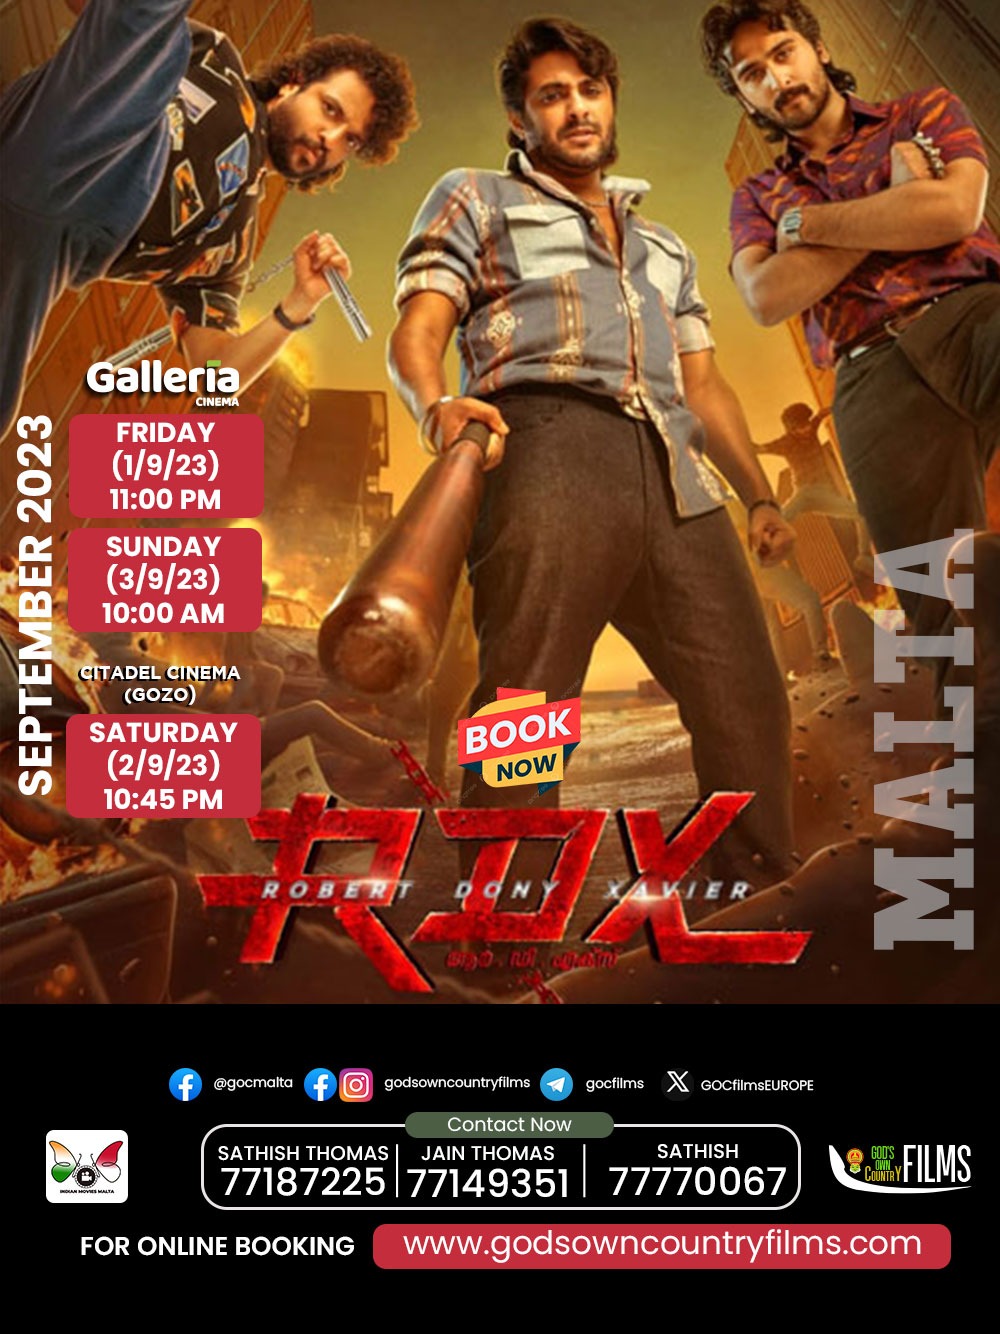 Galleria
CINEMA
SEPTEMBER 2023
FRIDAY
(1/9/23)
11:00 PM
SUNDAY
(3/9/23)
10:00 AM
CITADEL CINEMA
(GOZO)
SATURDAY
(2/9/23)
10:45 PM
MALTA
BOOK
NOW
RDX
ROBERT DONY XAVIER
ആർ ഡി എക്സ്
@gocmalta
godsowncountryfilms
gocfilms
GOCfilmsEUROPE
Contact Now
SATHISH THOMAS
77187225
JAIN THOMAS
77149351
SATHISH
77770067
INDIAN MOVIES MALTA
GOD'S
OWN
COUNTRY
FILMS
FOR ONLINE BOOKING
www.godsowncountryfilms.com